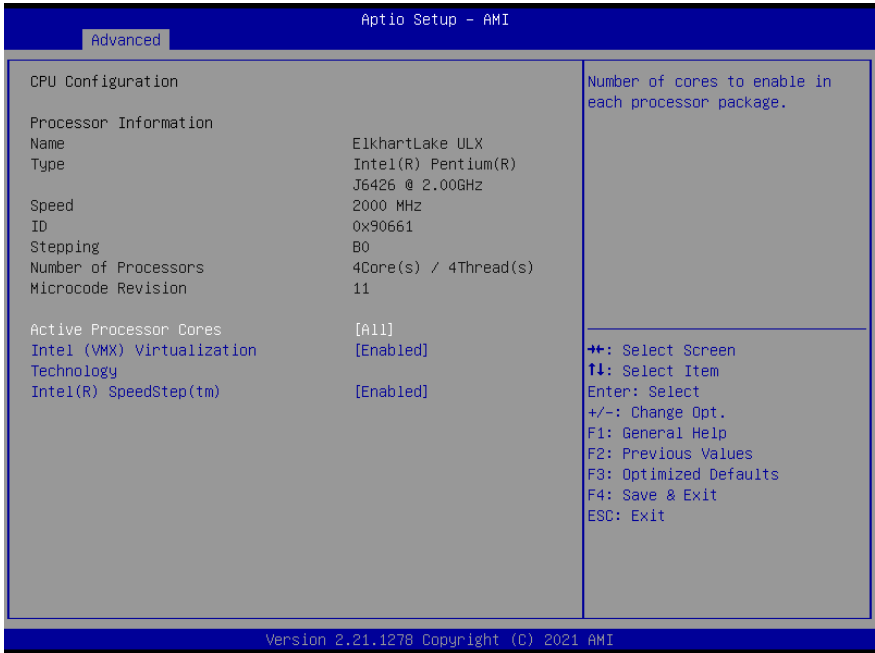 Aptio Setup – AMI
Advanced
CPU Configuration
Processor Information
Name ElkhartLake ULX
Type Intel(R) Pentium(R)
J6426 @ 2.00GHz
Speed 2000 MHz
ID 0x90661
Stepping B0
Number of Processors 4Core(s) / 4Thread(s)
Microcode Revision 11
Active Processor Cores [All]
Intel (VMX) Virtualization [Enabled]
Technology
Intel(R) SpeedStep(tm) [Enabled]
Number of cores to enable in
each processor package.
→←: Select Screen
↑↓: Select Item
Enter: Select
+/-: Change Opt.
F1: General Help
F2: Previous Values
F3: Optimized Defaults
F4: Save & Exit
ESC: Exit
Version 2.21.1278 Copyright (C) 2021 AMI